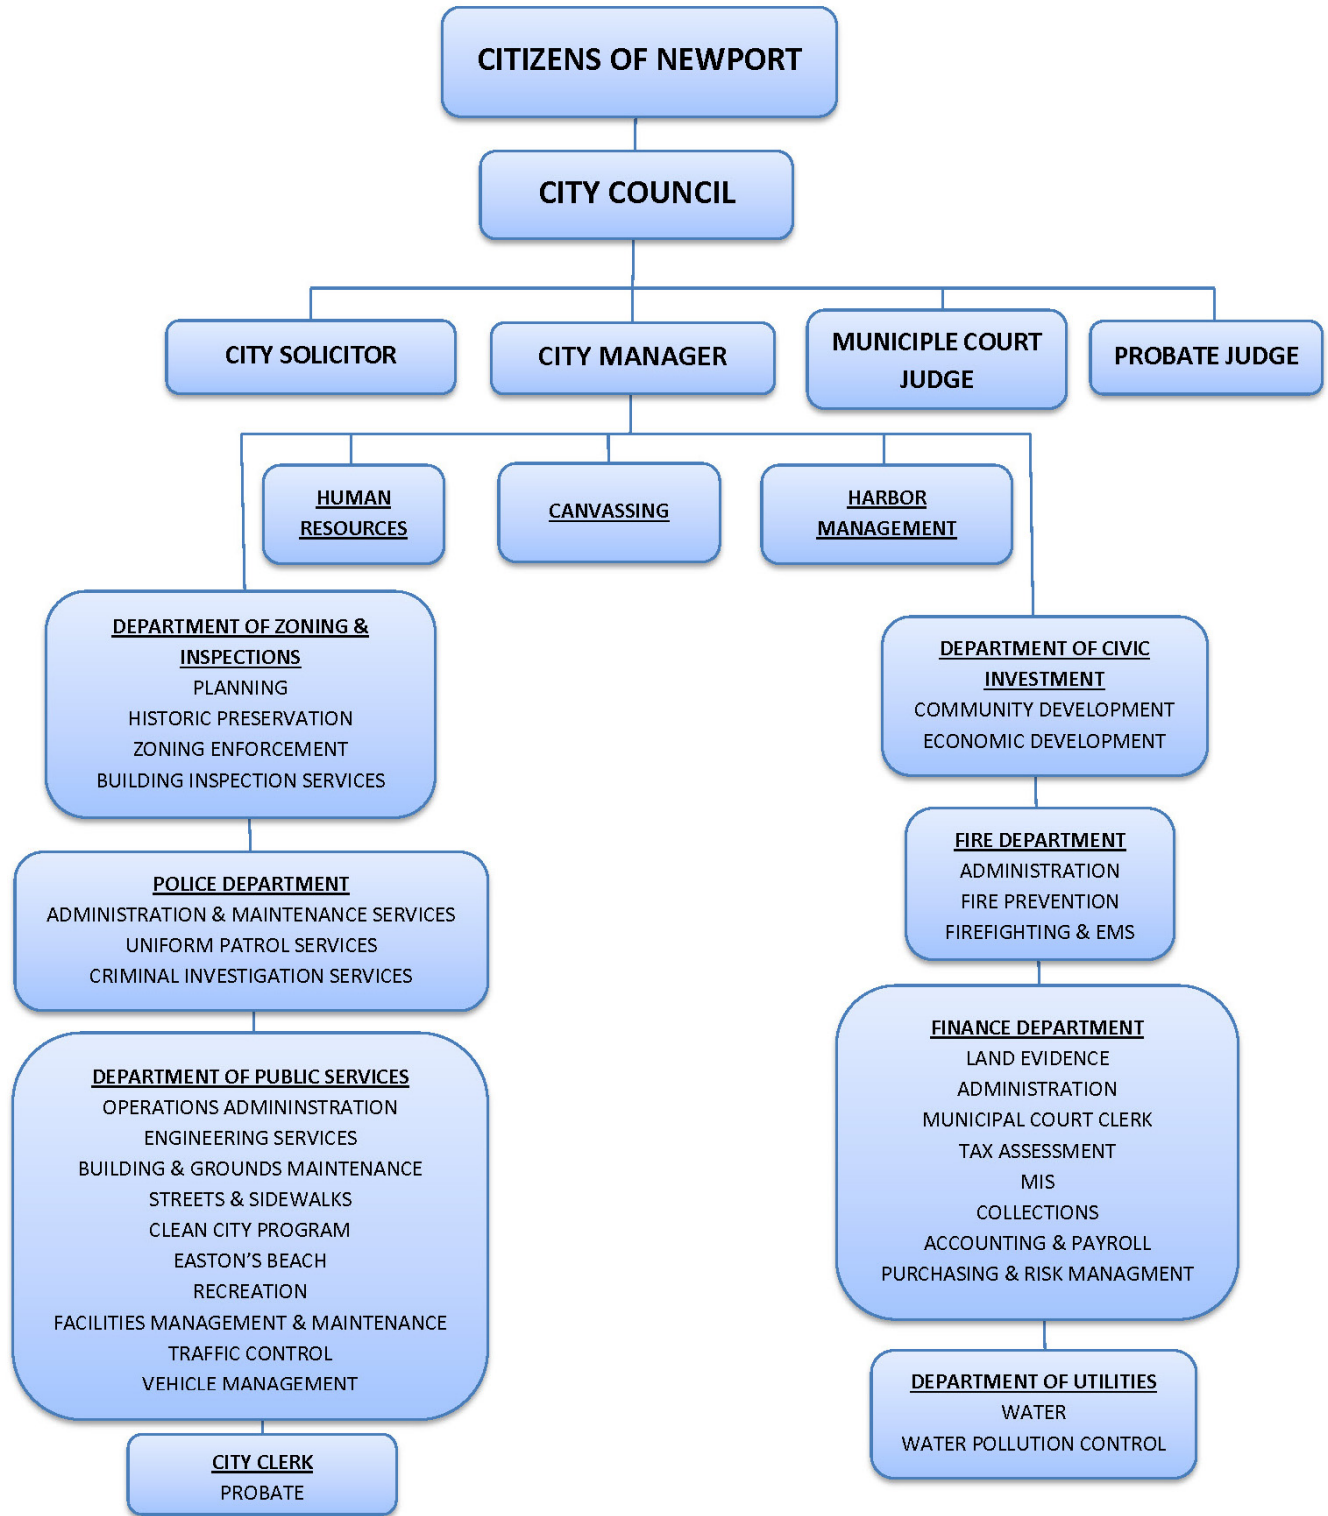 CITIZENS OF NEWPORT
CITY COUNCIL
CITY SOLICITOR
CITY MANAGER
MUNICIPLE COURT
JUDGE
PROBATE JUDGE
HUMAN
RESOURCES
CANVASSING
HARBOR
MANAGEMENT
DEPARTMENT OF ZONING &
INSPECTIONS
PLANNING
HISTORIC PRESERVATION
ZONING ENFORCEMENT
BUILDING INSPECTION SERVICES
POLICE DEPARTMENT
ADMINISTRATION & MAINTENANCE SERVICES
UNIFORM PATROL SERVICES
CRIMINAL INVESTIGATION SERVICES
DEPARTMENT OF PUBLIC SERVICES
OPERATIONS ADMININSTRATION
ENGINEERING SERVICES
BUILDING & GROUNDS MAINTENANCE
STREETS & SIDEWALKS
CLEAN CITY PROGRAM
EASTON’S BEACH
RECREATION
FACILITIES MANAGEMENT & MAINTENANCE
TRAFFIC CONTROL
VEHICLE MANAGEMENT
CITY CLERK
PROBATE
DEPARTMENT OF CIVIC
INVESTMENT
COMMUNITY DEVELOPMENT
ECONOMIC DEVELOPMENT
FIRE DEPARTMENT
ADMINISTRATION
FIRE PREVENTION
FIREFIGHTING & EMS
FINANCE DEPARTMENT
LAND EVIDENCE
ADMINISTRATION
MUNICIPAL COURT CLERK
TAX ASSESSMENT
MIS
COLLECTIONS
ACCOUNTING & PAYROLL
PURCHASING & RISK MANAGMENT
DEPARTMENT OF UTILITIES
WATER
WATER POLLUTION CONTROL